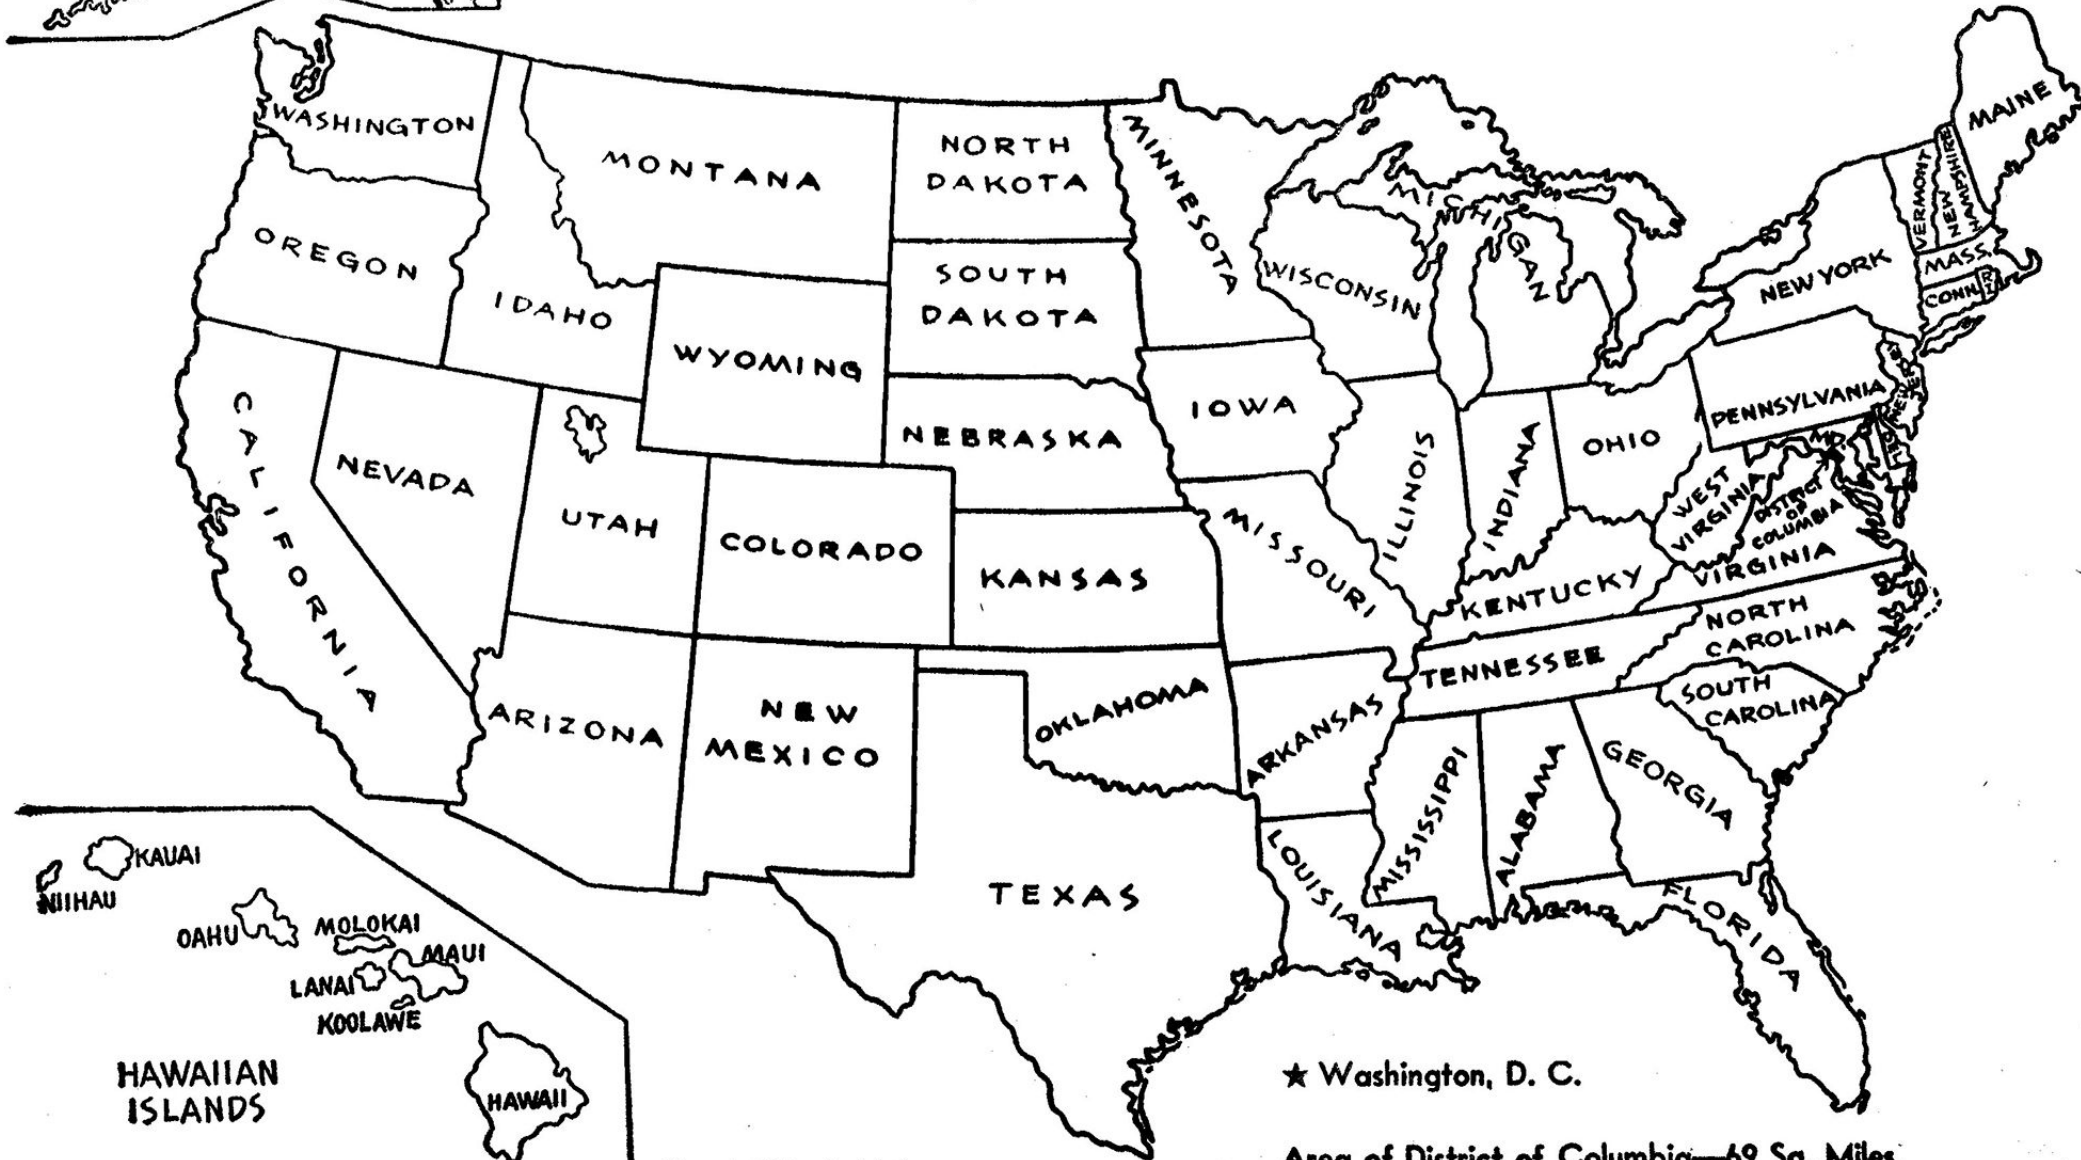 WASHINGTON
MONTANA
NORTH
DAKOTA
MINNESOTA
MAINE
VERMONT
NEW
HAMPSHIRE
OREGON
IDAHO
SOUTH
DAKOTA
WISCONSIN
MICHIGAN
NEW YORK
MASS.
CONN.
R
I
WYOMING
CALIFORNIA
NEVADA
NEBRASKA
IOWA
ILLINOIS
INDIANA
OHIO
PENNSYLVANIA
MD.
UTAH
COLORADO
KANSAS
MISSOURI
KENTUCKY
WEST
VIRGINIA
DISTRICT
OF
COLUMBIA
VIRGINIA
ARIZONA
NEW
MEXICO
OKLAHOMA
ARKANSAS
TENNESSEE
NORTH
CAROLINA
SOUTH
CAROLINA
TEXAS
LOUISIANA
MISSISSIPPI
ALABAMA
GEORGIA
FLORIDA
KAUAI
NIIHAU
OAHU
MOLOKAI
MAUI
LANAI
KOOLAWE
HAWAIIAN
ISLANDS
HAWAII
★ Washington, D. C.
Area of District of Columbia—69 Sq. Miles